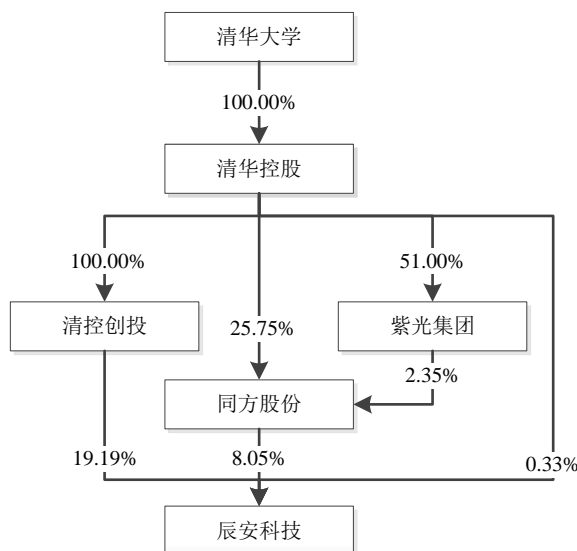 清华大学
100.00%
清华控股
100.00%
51.00%
清控创投
25.75%
紫光集团
2.35%
同方股份
19.19%
8.05%
0.33%
辰安科技